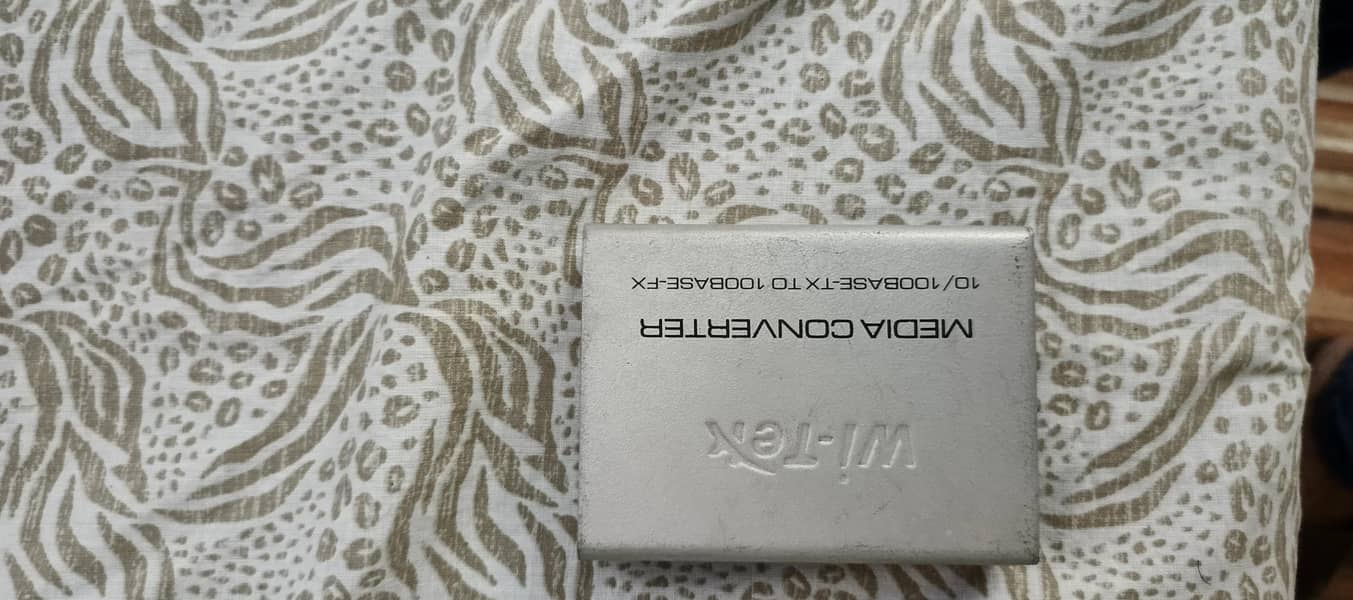 Wi-Tek
MEDIA CONVERTER
10/100BASE-TX TO 100BASE-FX